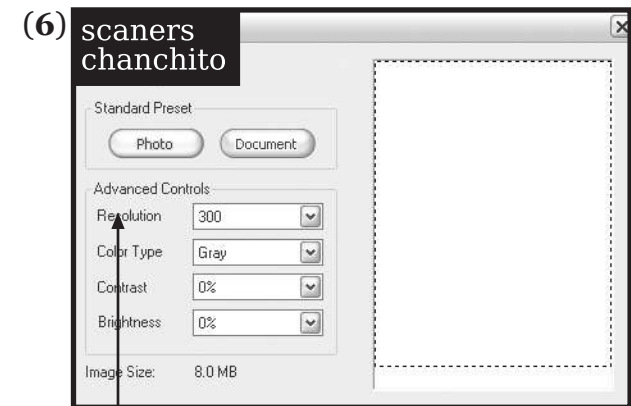 (6)
scaners
chanchito
Standard Preset
Photo Document
Advanced Controls
Resolution 300
Color Type Gray
Contrast 0%
Brightness 0%
Image Size: 8.0 MB